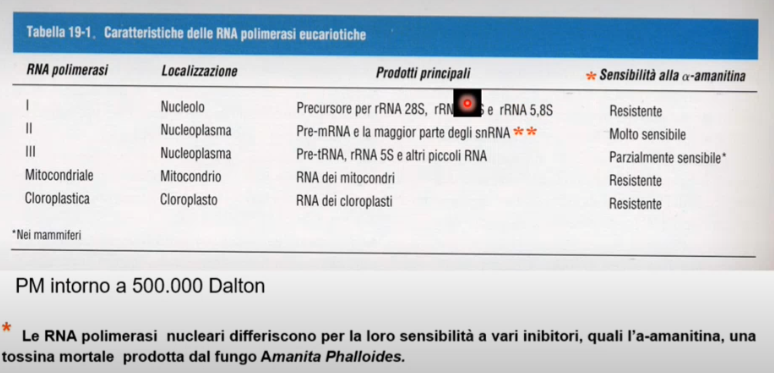 Tabella 19-1. Caratteristiche delle RNA polimerasi eucariotiche
RNA polimerasi Localizzazione Prodotti principali * Sensibilità alla α-amanitina
I Nucleolo Precursore per rRNA 28S, e rRNA 5,8S Resistente
II Nucleoplasma Pre-mRNA e la maggior parte degli snRNA ** Molto sensibile
III Nucleoplasma Pre-tRNA, rRNA 5S e altri piccoli RNA Parzialmente sensibile*
Mitocondriale Mitocondrio RNA dei mitocondri Resistente
Cloroplastica Cloroplasto RNA dei cloroplasti Resistente
*Nei mammiferi
PM intorno a 500.000 Dalton
* Le RNA polimerasi nucleari differiscono per la loro sensibilità a vari inibitori, quali l'a-amanitina, una
tossina mortale prodotta dal fungo Amanita Phalloides.